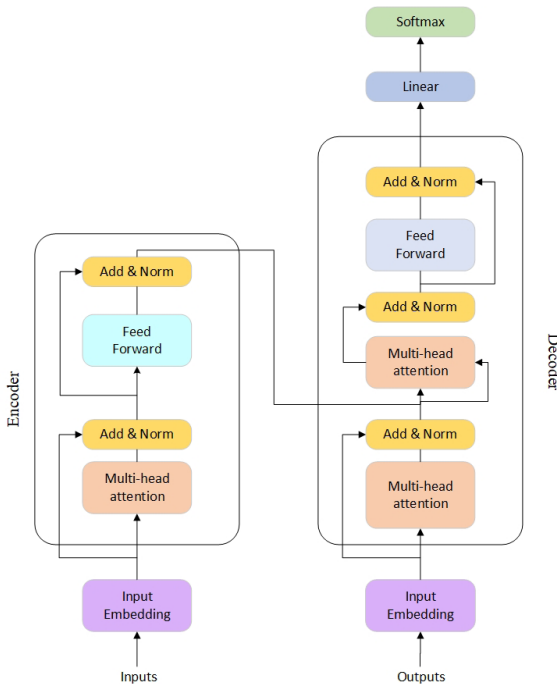 Softmax
Linear
Add & Norm
Feed
Forward
Add & Norm
Multi-head
attention
Add & Norm
Multi-head
attention
Input
Embedding
Outputs
Decoder
Encoder
Add & Norm
Feed
Forward
Add & Norm
Multi-head
attention
Input
Embedding
Inputs